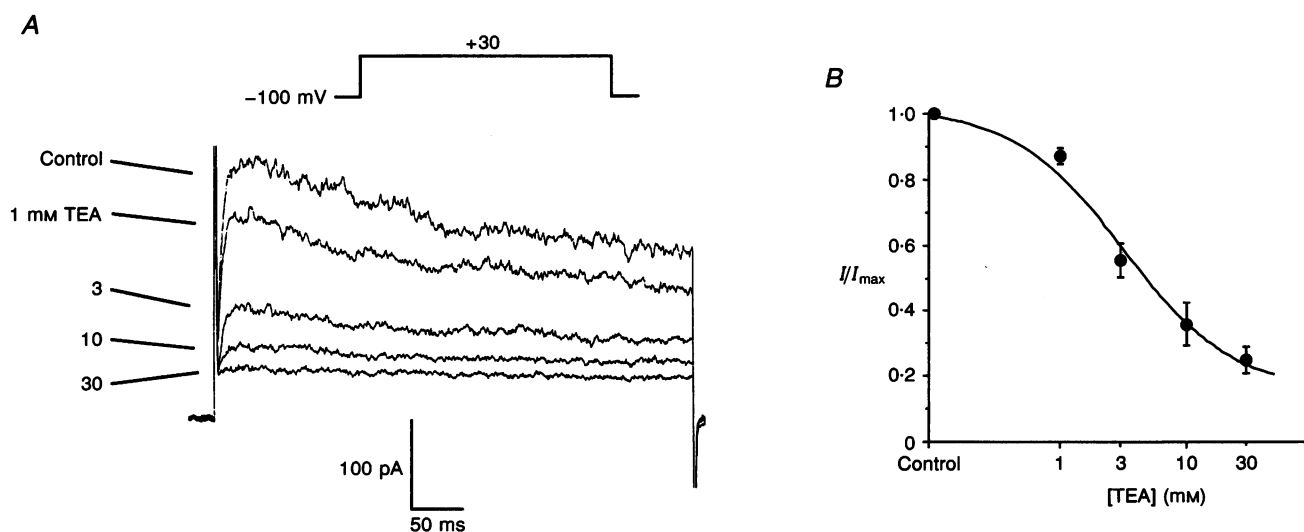 A
+30
−100 mV
Control
1 mM TEA
3
10
30
100 pA
50 ms
B
1·0
0·8
0·6
I/Imax
0·4
0·2
0
Control
1
3
10
30
[TEA] (mM)